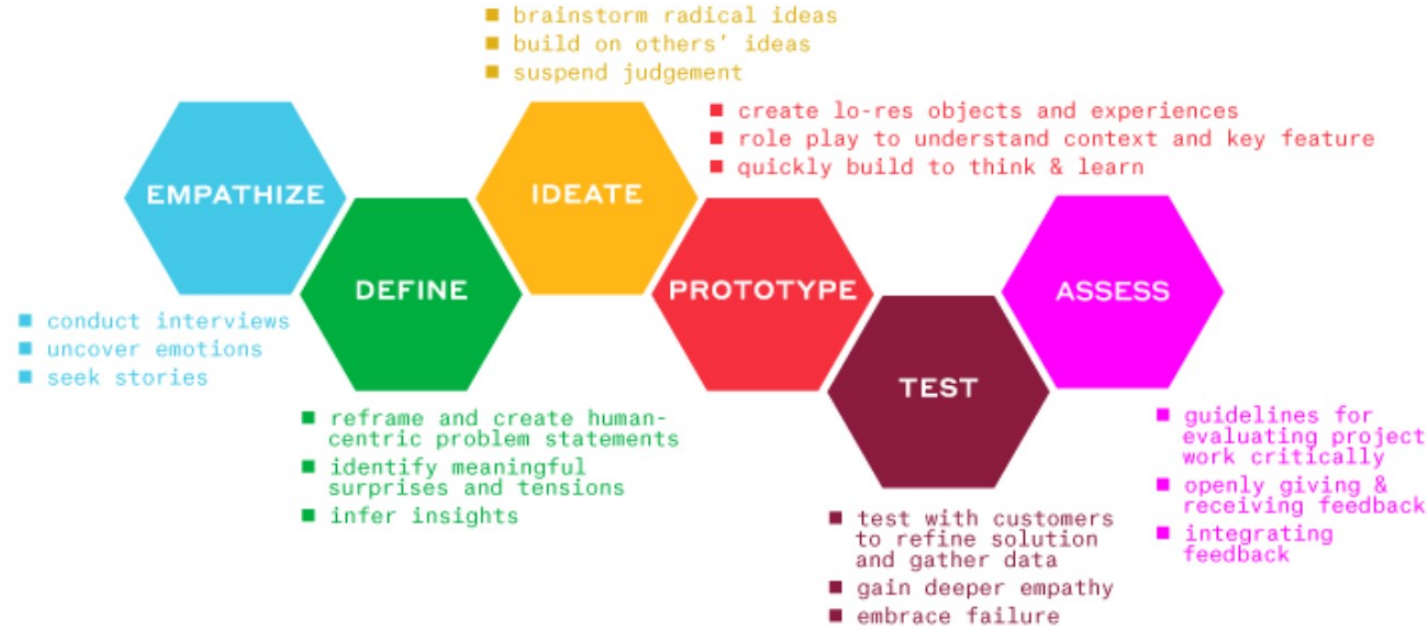 EMPATHIZE
■ conduct interviews
■ uncover emotions
■ seek stories
DEFINE
■ reframe and create human-
centric problem statements
■ identify meaningful
surprises and tensions
■ infer insights
IDEATE
■ brainstorm radical ideas
■ build on others’ ideas
■ suspend judgement
PROTOTYPE
■ create lo-res objects and experiences
■ role play to understand context and key feature
■ quickly build to think & learn
TEST
■ test with customers
to refine solution
and gather data
■ gain deeper empathy
■ embrace failure
ASSESS
■ guidelines for
evaluating project
work critically
■ openly giving &
receiving feedback
■ integrating
feedback